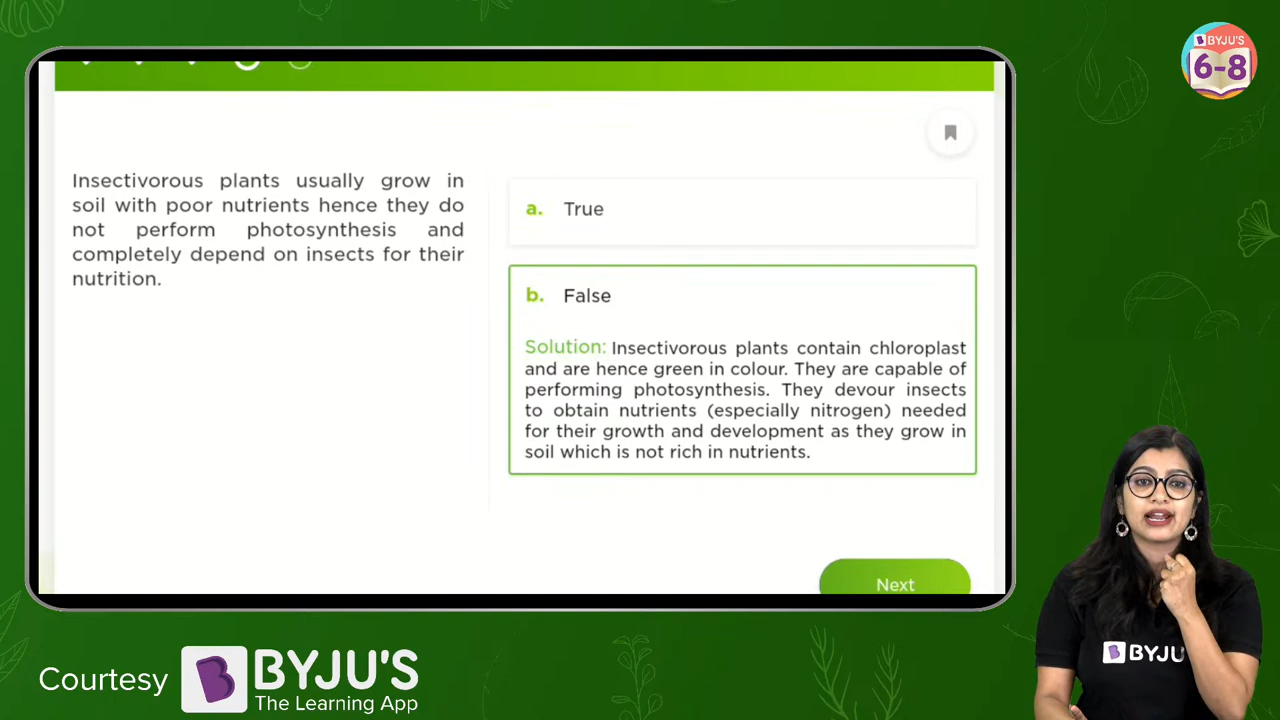 BYJU'S
6-8
Insectivorous plants usually grow in
soil with poor nutrients hence they do
not perform photosynthesis and
completely depend on insects for their
nutrition.
a. True
b. False
Solution: Insectivorous plants contain chloroplast
and are hence green in colour. They are capable of
performing photosynthesis. They devour insects
to obtain nutrients (especially nitrogen) needed
for their growth and development as they grow in
soil which is not rich in nutrients.
Next
BYJU
Courtesy BYJU'S
The Learning App